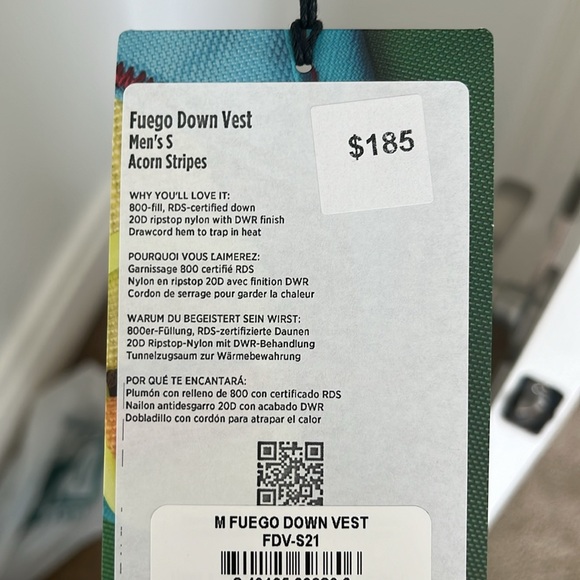 Fuego Down Vest
Men's S
Acorn Stripes
$185
WHY YOU'LL LOVE IT:
800-fill, RDS-certified down
20D ripstop nylon with DWR finish
Drawcord hem to trap in heat
POURQUOI VOUS L'AIMEREZ:
Garnissage 800 certifié RDS
Nylon en ripstop 20D avec finition DWR
Cordon de serrage pour garder la chaleur
WARUM DU BEGEISTERT SEIN WIRST:
800er-Füllung, RDS-zertifizierte Daunen
20D Ripstop-Nylon mit DWR-Behandlung
Tunnelzugsaum zur Wärmebewahrung
POR QUÉ TE ENCANTARÁ:
Plumón con relleno de 800 con certificado RDS
Nailon antidesgarro 20D con acabado DWR
Dobladillo con cordón para atrapar el calor
M FUEGO DOWN VEST
FDV-S21